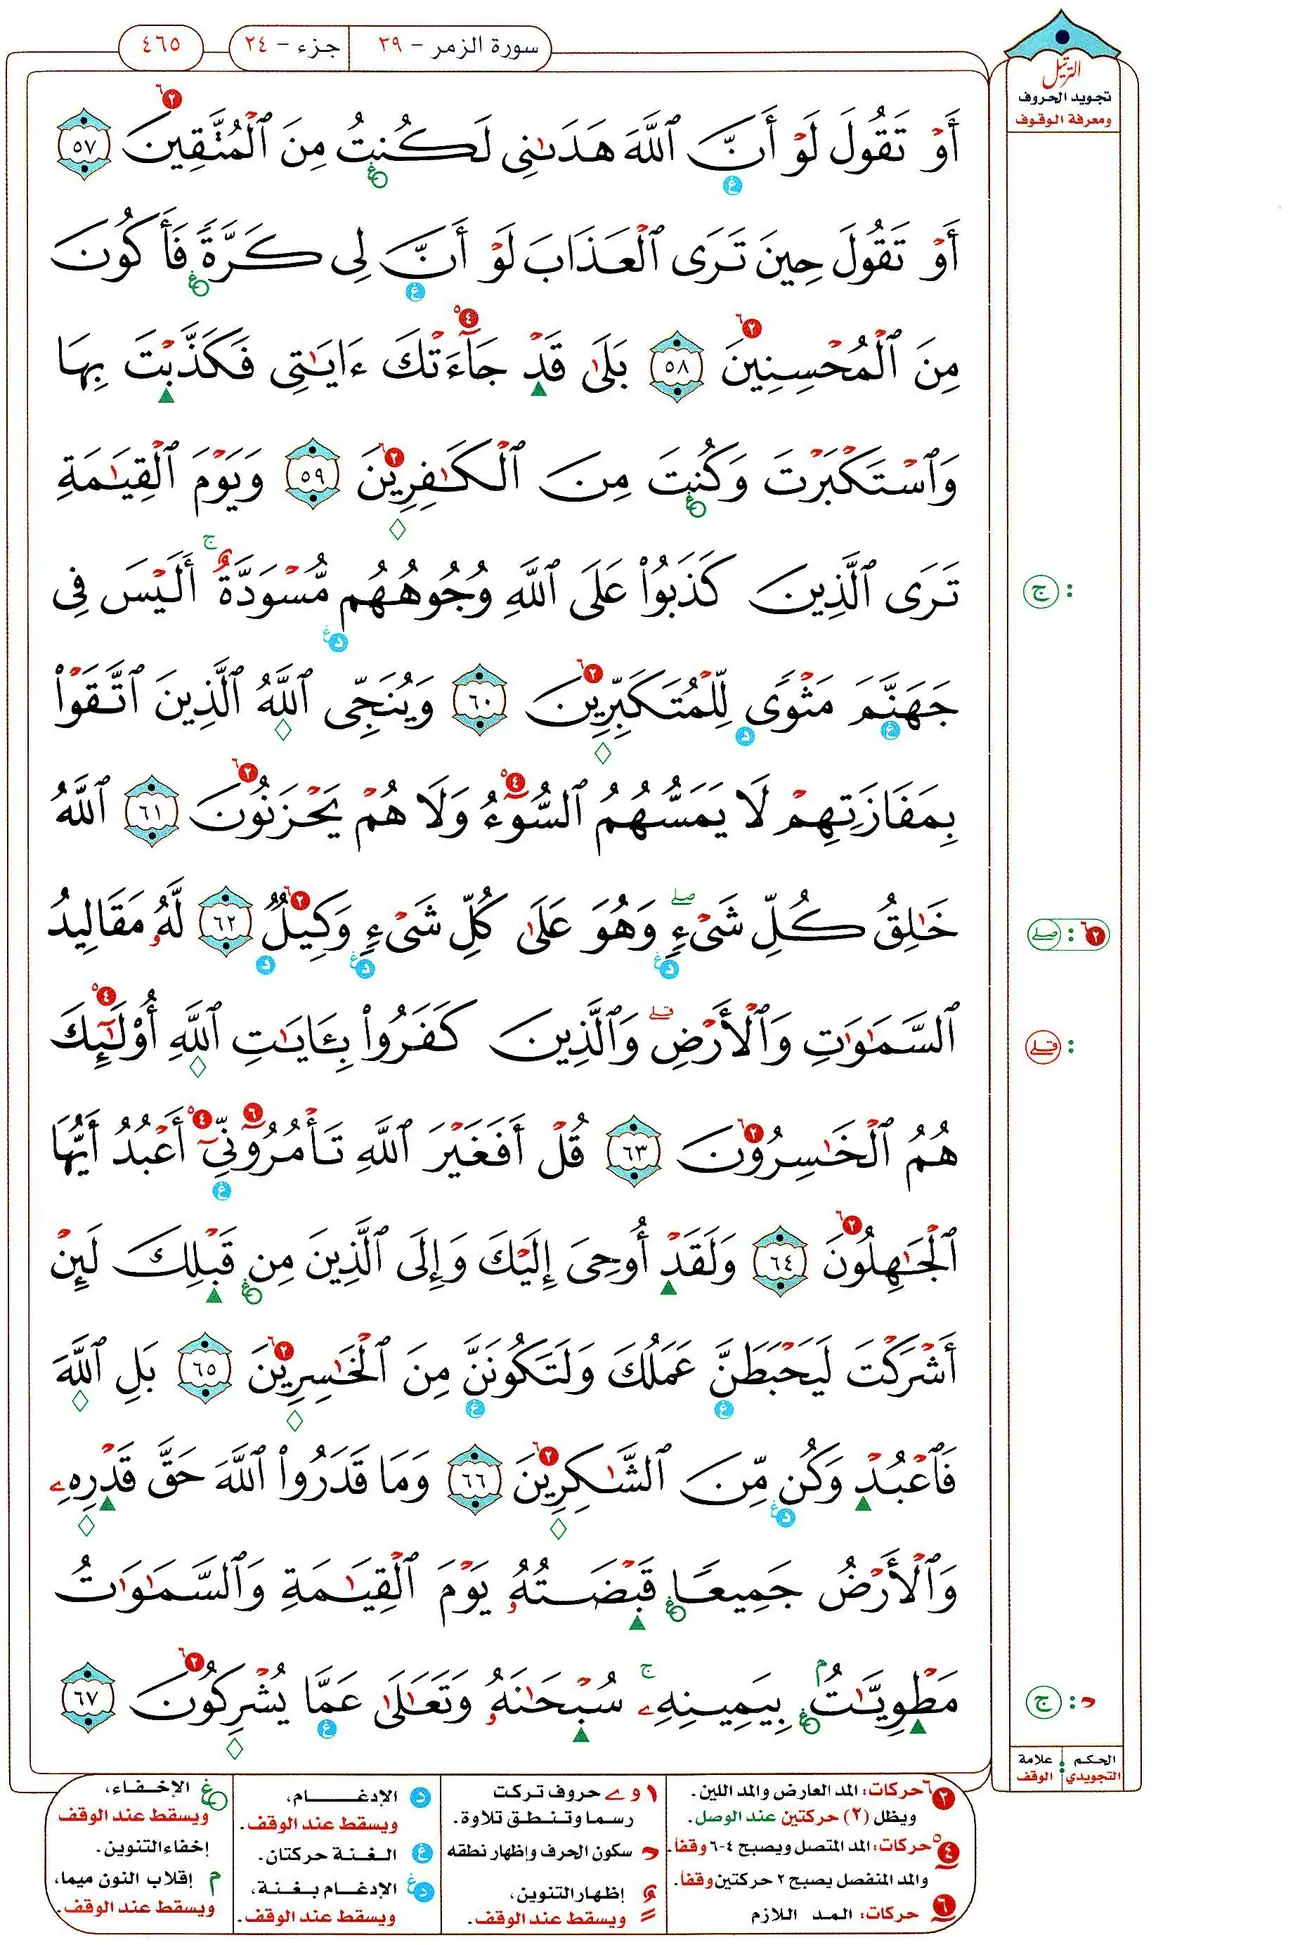 سورة الزمر - ٣٩ جزء - ٢٤ ٤٦٥
الترتيل
تجويد الحروف
ومعرفة الوقوف
أَوْ تَقُولَ لَوْ أَنَّ ٱللَّهَ هَدَىٰنِى لَكُنتُ مِنَ ٱلْمُتَّقِينَ ٥٧
أَوْ تَقُولَ حِينَ تَرَى ٱلْعَذَابَ لَوْ أَنَّ لِى كَرَّةً فَأَكُونَ
مِنَ ٱلْمُحْسِنِينَ ٥٨ بَلَىٰ قَدْ جَآءَتْكَ ءَايَٰتِى فَكَذَّبْتَ بِهَا
وَٱسْتَكْبَرْتَ وَكُنتَ مِنَ ٱلْكَٰفِرِينَ ٥٩ وَيَوْمَ ٱلْقِيَٰمَةِ
تَرَى ٱلَّذِينَ كَذَبُوا۟ عَلَى ٱللَّهِ وُجُوهُهُم مُّسْوَدَّةٌ ۚ أَلَيْسَ فِى
جَهَنَّمَ مَثْوًى لِّلْمُتَكَبِّرِينَ ٦٠ وَيُنَجِّى ٱللَّهُ ٱلَّذِينَ ٱتَّقَوْا۟
بِمَفَازَتِهِمْ لَا يَمَسُّهُمُ ٱلسُّوٓءُ وَلَا هُمْ يَحْزَنُونَ ٦١ ٱللَّهُ
خَٰلِقُ كُلِّ شَىْءٍ ۖ وَهُوَ عَلَىٰ كُلِّ شَىْءٍ وَكِيلٌ ٦٢ لَّهُۥ مَقَالِيدُ
ٱلسَّمَٰوَٰتِ وَٱلْأَرْضِ ۗ وَٱلَّذِينَ كَفَرُوا۟ بِـَٔايَٰتِ ٱللَّهِ أُو۟لَٰٓئِكَ
هُمُ ٱلْخَٰسِرُونَ ٦٣ قُلْ أَفَغَيْرَ ٱللَّهِ تَأْمُرُوٓنِّىٓ أَعْبُدُ أَيُّهَا
ٱلْجَٰهِلُونَ ٦٤ وَلَقَدْ أُوحِىَ إِلَيْكَ وَإِلَى ٱلَّذِينَ مِن قَبْلِكَ لَئِنْ
أَشْرَكْتَ لَيَحْبَطَنَّ عَمَلُكَ وَلَتَكُونَنَّ مِنَ ٱلْخَٰسِرِينَ ٦٥ بَلِ ٱللَّهَ
فَٱعْبُدْ وَكُن مِّنَ ٱلشَّٰكِرِينَ ٦٦ وَمَا قَدَرُوا۟ ٱللَّهَ حَقَّ قَدْرِهِۦ
وَٱلْأَرْضُ جَمِيعًا قَبْضَتُهُۥ يَوْمَ ٱلْقِيَٰمَةِ وَٱلسَّمَٰوَٰتُ
مَطْوِيَّٰتٌۢ بِيَمِينِهِۦ ۚ سُبْحَٰنَهُۥ وَتَعَٰلَىٰ عَمَّا يُشْرِكُونَ ٦٧
: ج
٦٢ : صلى
: قلى
: ج
الحكم : علامة
التجويدي : الوقف
٦٢ حركات: المد العارض والمد اللين.
ويظل (٢) حركتين عند الوصل.
٤٥ حركات: المد المتصل ويصبح ٤-٦ وقفاً.
والمد المنفصل يصبح ٢ حركتين وقفاً.
٦ حركات: المد اللازم
ا و ے حروف تركت
رسما وتنطق تلاوة.
سكون الحرف وإظهار نطقه
إظهار التنوين،
ويسقط عند الوقف.
د الإدغام،
ويسقط عند الوقف.
غ الغنة حركتان.
دغ الإدغام بغنة،
ويسقط عند الوقف.
الإخفاء،
ويسقط عند الوقف
إخفاء التنوين.
م إقلاب النون ميما،
ويسقط عند الوقف.